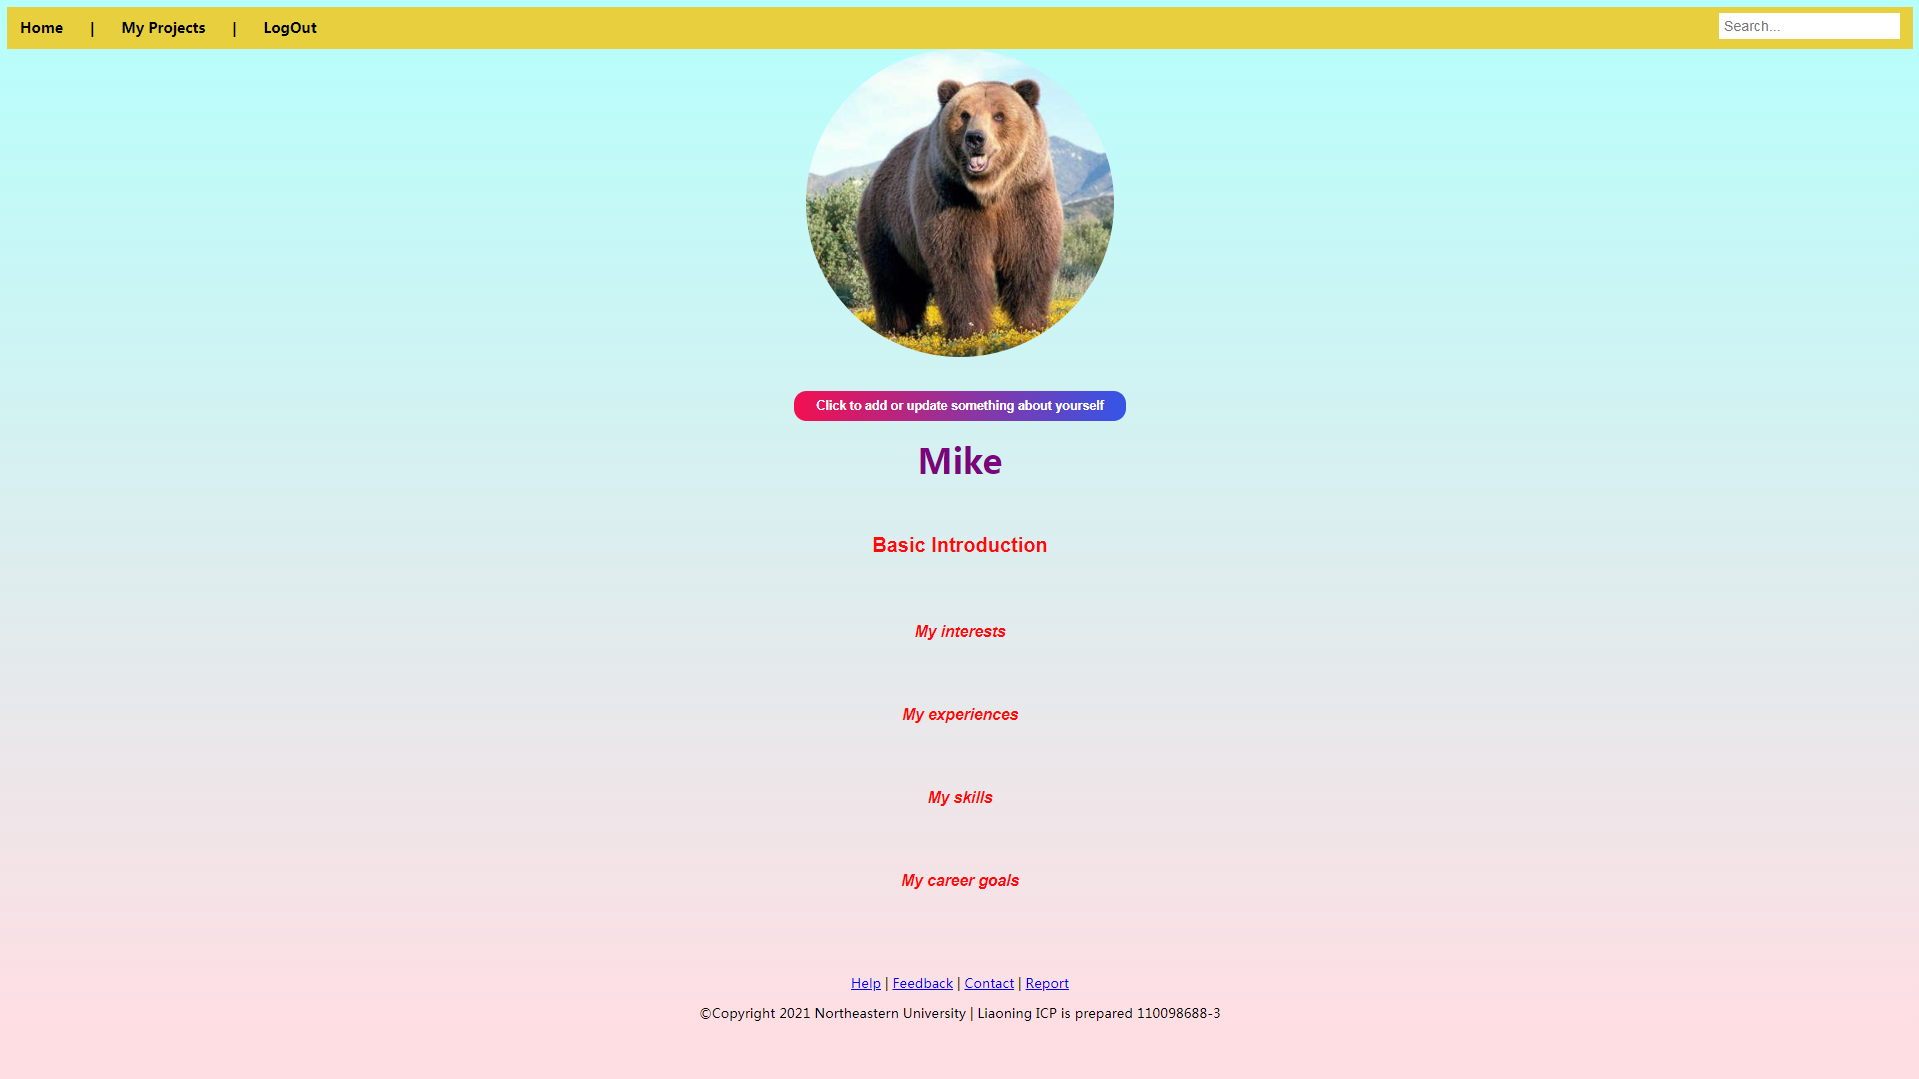 Home | My Projects | LogOut Search...
Click to add or update something about yourself
Mike
Basic Introduction
My interests
My experiences
My skills
My career goals
Help | Feedback | Contact | Report
©Copyright 2021 Northeastern University | Liaoning ICP is prepared 110098688-3